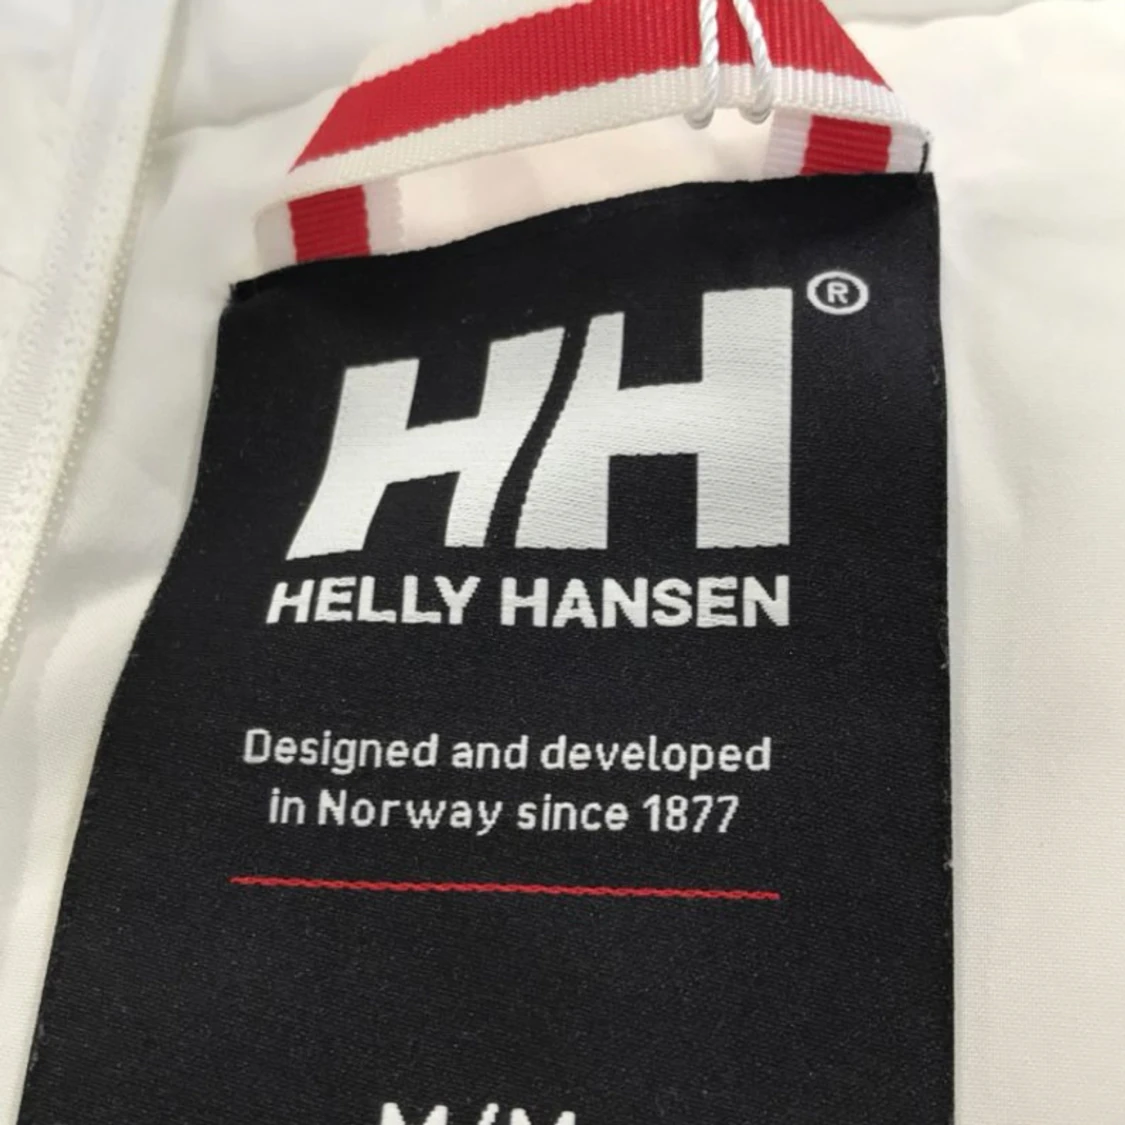 HH®
HELLY HANSEN
Designed and developed
in Norway since 1877
M/M